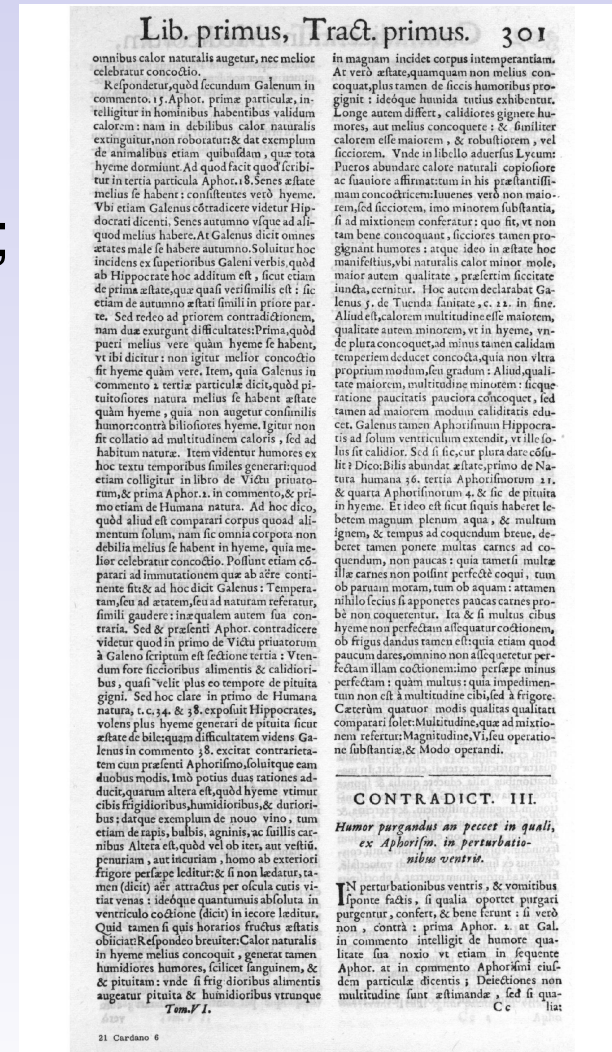 Lib. primus, Tract. primus. 301
omnibus calor naturalis augetur, nec melior
celebratur concoctio.
Respondetur,quòd secundum Galenum in
commento. 15. Aphor. primæ particulæ, in-
telligitur in hominibus habentibus validum
calorem : nam in debilibus calor naturalis
extinguitur,non roboratur:& dat exemplum
de animalibus etiam quibusdam , quæ tota
hyeme dormiunt. Ad quod facit quod scribi-
tur in tertia particula Aphor.18. Senes æstate
melius se habent : consistentes verò hyeme.
Vbi etiam Galenus cōtradicere videtur Hip-
docrati dicenti. Senes autumno vsque ad ali-
quod melius habere. At Galenus dicit omnes
ætates male se habere autumno. Soluitur hoc
incidens ex superioribus Galeni verbis, quòd
ab Hippocrate hoc additum est , sicut etiam
de prima æstate,quæ quasi verisimilis est : sic
etiam de autumno æstati simili in priore par-
te. Sed redeo ad priorem contradictionem,
nam duæ exurgunt difficultates:Prima,quòd
pueri melius vere quàm hyeme se habent,
vt ibi dicitur : non igitur melior concoctio
fit hyeme quàm vere. Item, quia Galenus in
commento 2 tertiæ particulæ dicit,quòd pi-
tuitosiores natura melius se habent æstate
quàm hyeme , quia non augetur consimilis
humor:contrà biliosiores hyeme. Igitur non
fit collatio ad multitudinem caloris , sed ad
habitum naturæ. Item videntur humores ex
hoc textu temporibus similes generari:quod
etiam colligitur in libro de Victu priuato-
rum,& prima Aphor.2. in commento,& pri-
mo etiam de Humana natura. Ad hoc dico,
quòd aliud est comparari corpus quoad ali-
mentum solum, nam sic omnia corpora non
debilia melius se habent in hyeme, quia me-
lior celebratur concoctio. Possunt etiam cō-
parari ad immutationem quæ ab aëre conti-
nente fit:& ad hoc dicit Galenus : Tempera-
tam,seu ad ætatem,seu ad naturam referatur,
simili gaudere : inæqualem autem sua con-
traria. Sed & præsenti Aphor. contradicere
videtur quod in primo de Victu priuatorum
à Galeno scriptum est sectione tertia : Vten-
dum fore siccioribus alimentis & calidiori-
bus , quasi velit plus eo tempore de pituita
gigni. Sed hoc clare in primo de Humana
natura, t. c. 34. & 38. exposuit Hippocrates,
volens plus hyeme generari de pituita sicut
æstate de bile:quam difficultatem videns Ga-
lenus in commento 38. excitat contrarieta-
tem cum præsenti Aphorismo,soluitque eam
duobus modis. Imò potius duas rationes ad-
ducit,quarum altera est,quòd hyeme vtimur
cibis frigidioribus,humidioribus,& duriori-
bus : datque exemplum de nouo vino , tum
etiam de rapis, bulbis, agninis, ac suillis car-
nibus Altera est,quòd vel ob iter, aut vestiū.
penuriam , aut incuriam , homo ab exteriori
frigore persæpe leditur:& si non lædatur, ta-
men (dicit) aër attractus per oscula cutis vi-
tiat venas : ideóque quantumuis absoluta in
ventriculo coctione (dicit) in iecore læditur.
Quid tamen si quis horarios fructus æstatis
obiiciat:Respondeo breuiter:Calor naturalis
in hyeme melius concoquit , generat tamen
humidiores humores, scilicet sanguinem, &
& pituitam : vnde si frig dioribus alimentis
augeatur pituita & humidioribus vtrunque
Tom. VI.
in magnam incidet corpus intemperantiam.
At verò æstate,quamquam non melius con-
coquat,plus tamen de siccis humoribus pro-
gignit : ideóque humida tutius exhibentur.
Longe autem differt, calidiores gignere hu-
mores, aut melius concoquere : & similiter
calorem esse maiorem , & robustiorem , vel
sicciorem. Vnde in libello aduersus Lycum:
Pueros abundare calore naturali copiosiore
ac suauiore affirmat:tum in his præstantissi-
mam concoctricem:Iuuenes verò non maio-
rem,sed sicciorem, imo minorem substantia,
si ad mixtionem conferatur : quo fit, vt non
tam bene concoquant , sicciores tamen pro-
gignant humores : atque ideo in æstate hoc
manifestius,vbi naturalis calor minor mole,
maior autem qualitate , præsertim siccitate
iuncta, cernitur. Hoc autem declarabat Ga-
lenus 5. de Tuenda sanitate , c. 12. in fine.
Aliud est,calorem multitudine esse maiorem,
qualitate autem minorem, vt in hyeme, vn-
de plura concoquet,ad minus tamen calidam
temperiem deducet concocta,quia non vltra
proprium modum,seu gradum : Aliud,quali-
tate maiorem, multitudine minorem : sicque
ratione paucitatis pauciora concoquet , sed
tamen ad maiorem modum caliditatis edu-
cet. Galenus tamen Aphorisimum Hippocra-
tis ad solum ventriculum extendit, vt ille so-
lus sit calidior. Sed si sic,cur plura dare cōsu-
lit ? Dico:Bilis abundat æstate,primo de Na-
tura humana 36. tertia Aphorisimorum 21.
& quarta Aphorisinorum 4. & sic de pituita
in hyeme. Et ideo est sicut siquis haberet le-
betem magnum plenum aqua , & multum
ignem, & tempus ad coquendum breue, de-
beret tamen ponere multas carnes ad co-
quendum, non paucas : quia tametsi multæ
illæ carnes non possint perfectè coqui , tum
ob paruam moram, tum ob aquam : attamen
nihilo secius si apponeres paucas carnes pro-
bè non coquerentur. Ita & si multus cibus
hyeme non perfectam assequatur coctionem,
ob frigus dandus tamen est:quia etiam quod
paucum dares,omnino non assequeretur per-
fectam illam coctionem:imo persæpe minus
perfectam : quàm multus : quia impedimen-
tum non est à multitudine cibi,sed à frigore.
Cæterùm quatuor modis qualitas qualitati
comparari solet:Multitudine,quæ ad mixtio-
nem refertur:Magnitudine,Vi,seu operatio-
ne substantiæ,& Modo operandi.
CONTRADICT. III.
Humor purgandus an peccet in quali,
ex Aphorism. in perturbatio-
nibus ventris.
IN perturbationibus ventris , & vomitibus
sponte factis , si qualia oportet purgari
purgentur , confert, & bene ferunt : si verò
non , contrà : prima Aphor. 2. at Gal.
in commento intelligit de humore qua-
litate sua noxio vt etiam in sequente
Aphor. at in commento Aphorismi eius-
dem particulæ dicentis ; Deiectiones non
multitudine sunt æstimandæ , sed si qua-
Cc lia:
21 Cardano 6